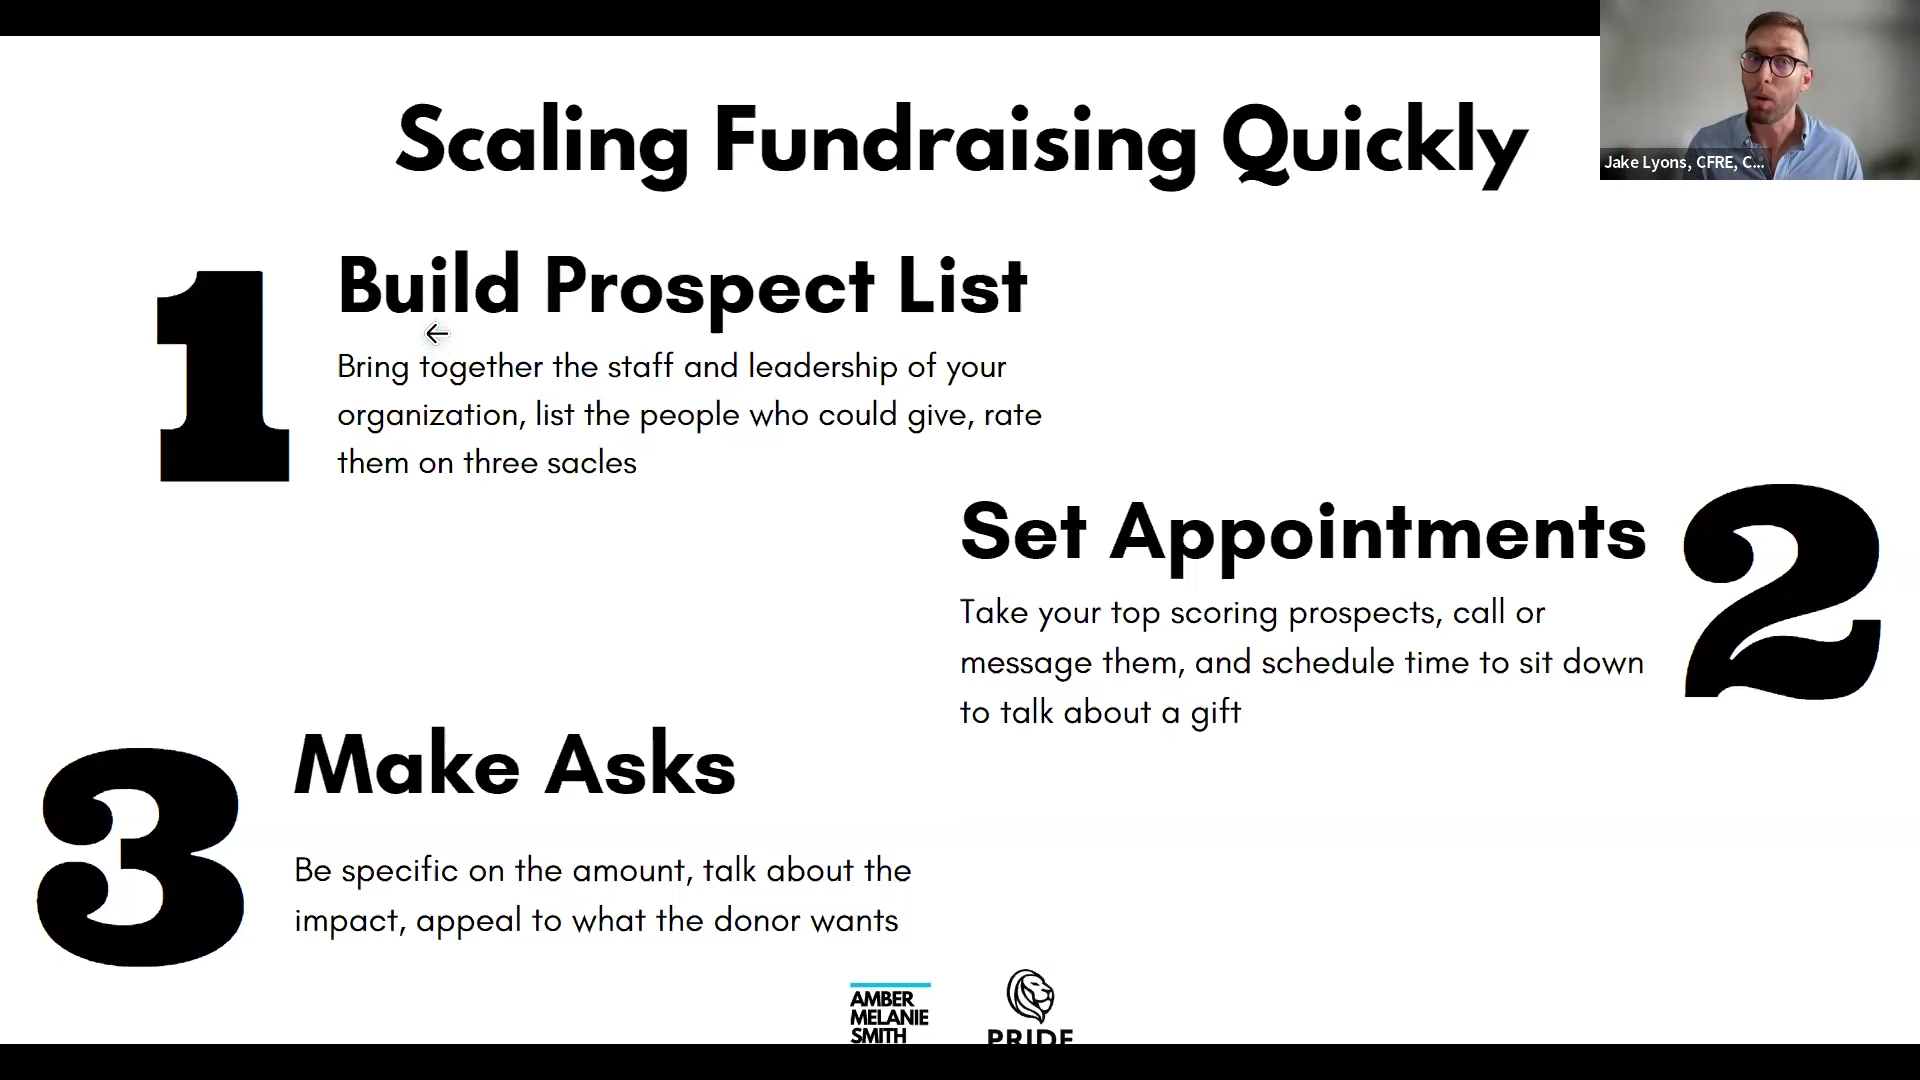 Scaling Fundraising Quickly
Jake Lyons, CFRE, C...
1
Build Prospect List
Bring together the staff and leadership of your
organization, list the people who could give, rate
them on three sacles
2
Set Appointments
Take your top scoring prospects, call or
message them, and schedule time to sit down
to talk about a gift
3
Make Asks
Be specific on the amount, talk about the
impact, appeal to what the donor wants
AMBER
MELANIE
SMITH
PRIDE